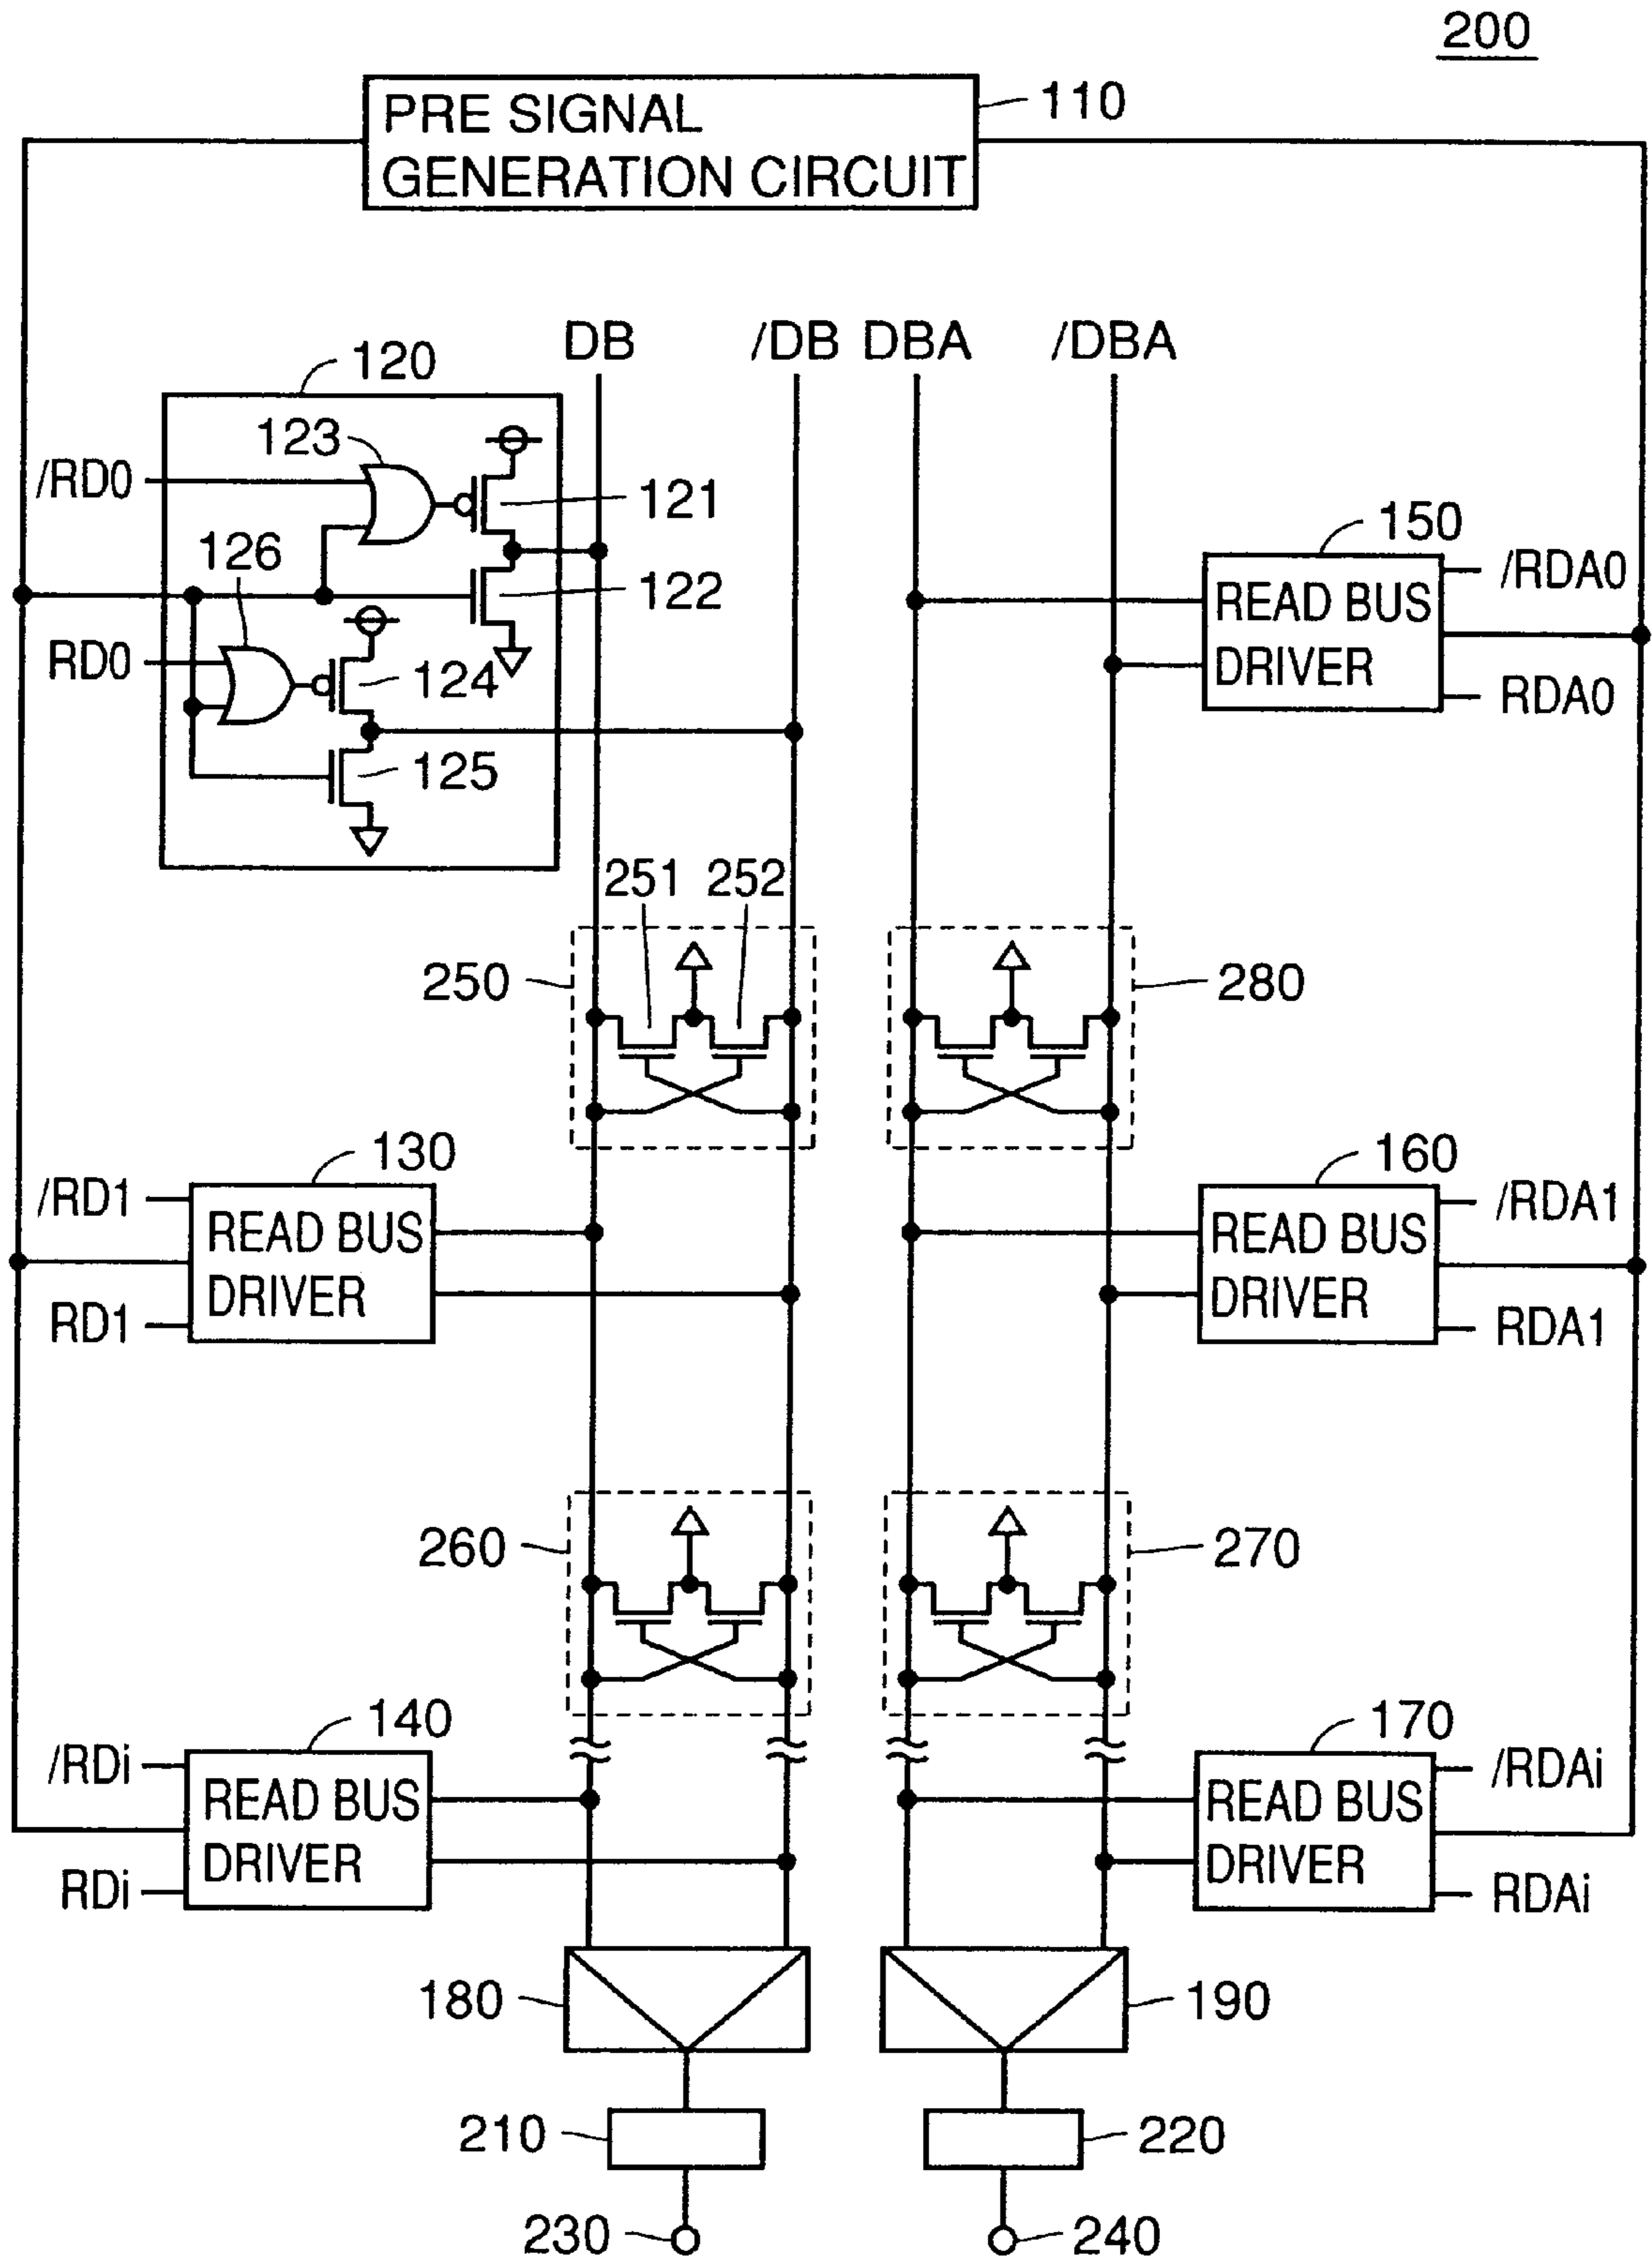 200
PRE SIGNAL
GENERATION CIRCUIT
110
DB
/DB
DBA
/DBA
120
123
/RD0
121
126
122
RD0
124
125
150
/RDA0
READ BUS
DRIVER
RDA0
251
252
250
280
130
/RD1
READ BUS
DRIVER
RD1
160
/RDA1
READ BUS
DRIVER
RDA1
260
270
140
/RDi
READ BUS
DRIVER
RDi
170
/RDAi
READ BUS
DRIVER
RDAi
180
190
210
220
230
240